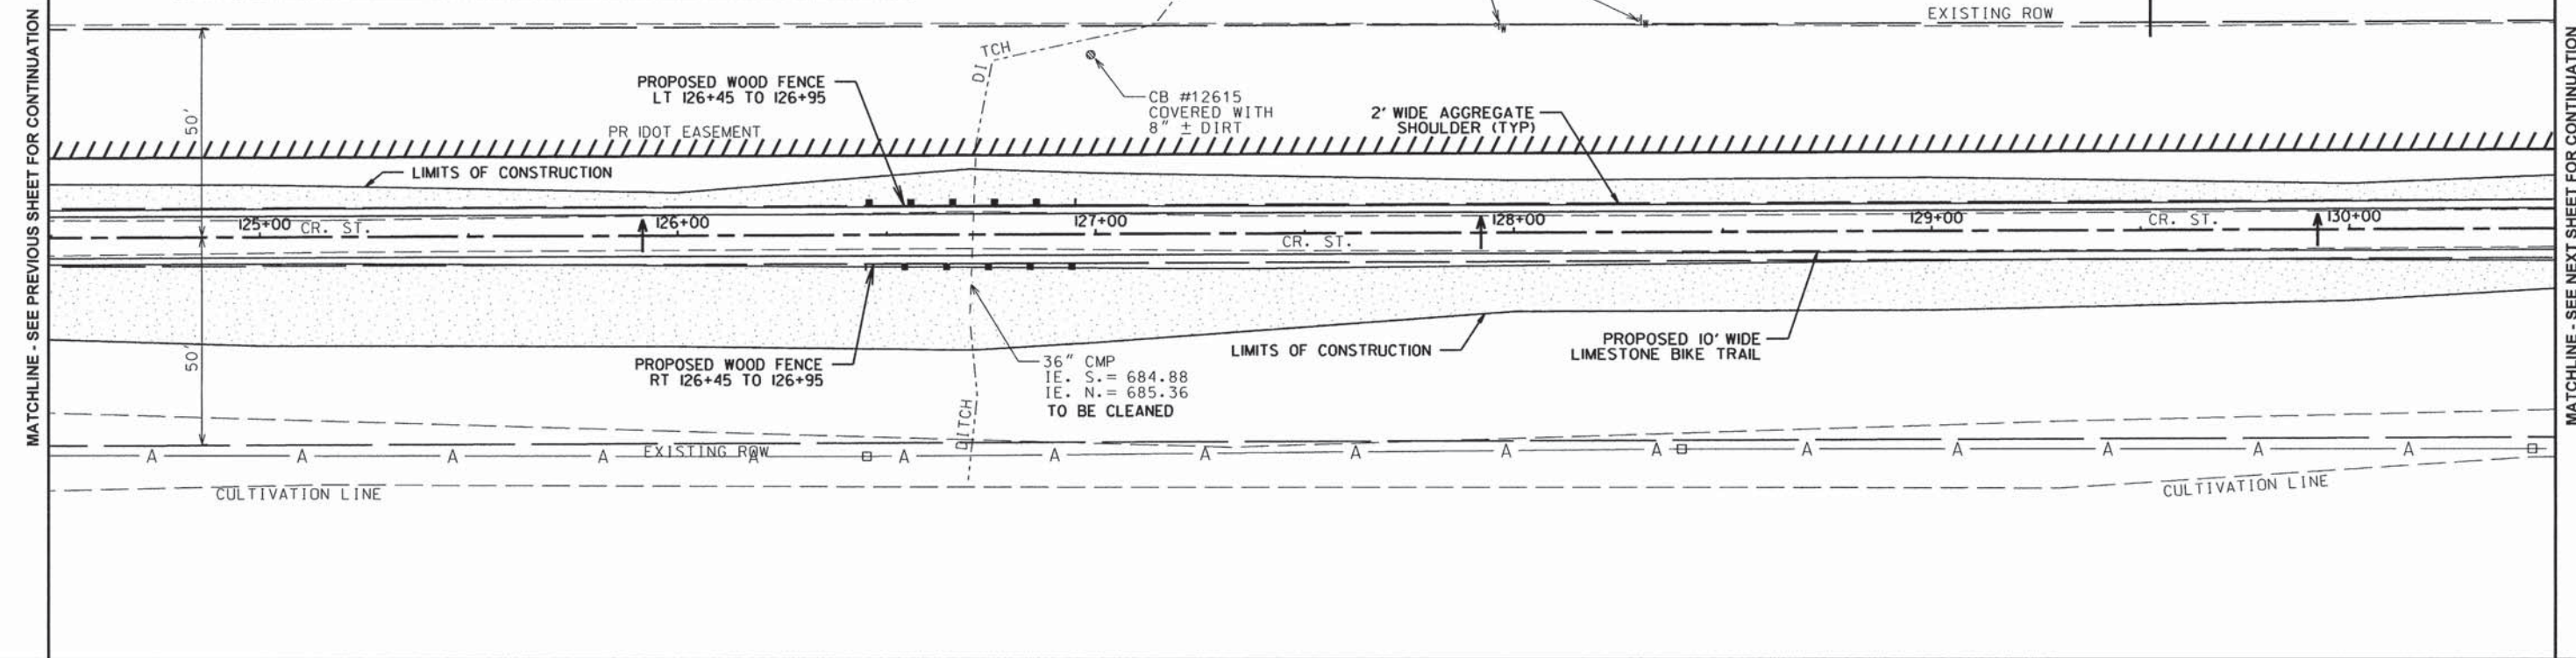 MATCHLINE - SEE PREVIOUS SHEET FOR CONTINUATION
EXISTING ROW
DITCH
PROPOSED WOOD FENCE
LT 126+45 TO 126+95
CB #12615
COVERED WITH
8" ± DIRT
2' WIDE AGGREGATE
SHOULDER (TYP)
50'
PR IDOT EASEMENT
LIMITS OF CONSTRUCTION
125+00
CR. ST.
126+00
127+00
CR. ST.
128+00
129+00
CR. ST.
130+00
PROPOSED WOOD FENCE
RT 126+45 TO 126+95
36" CMP
IE. S.= 684.88
IE. N.= 685.36
TO BE CLEANED
LIMITS OF CONSTRUCTION
PROPOSED 10' WIDE
LIMESTONE BIKE TRAIL
50'
DITCH
A A A A EXISTING ROW A A A A A A A A A A A A
CULTIVATION LINE
CULTIVATION LINE
MATCHLINE - SEE NEXT SHEET FOR CONTINUATION